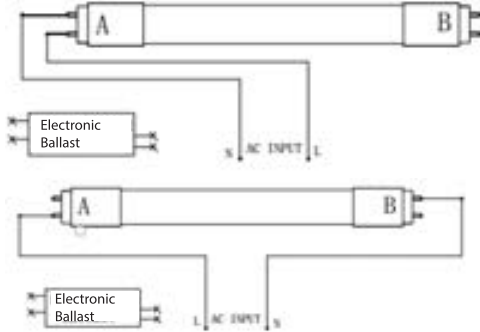 A B
Electronic
Ballast
N AC INPUT L
A B
L AC INPUT N
Electronic
Ballast